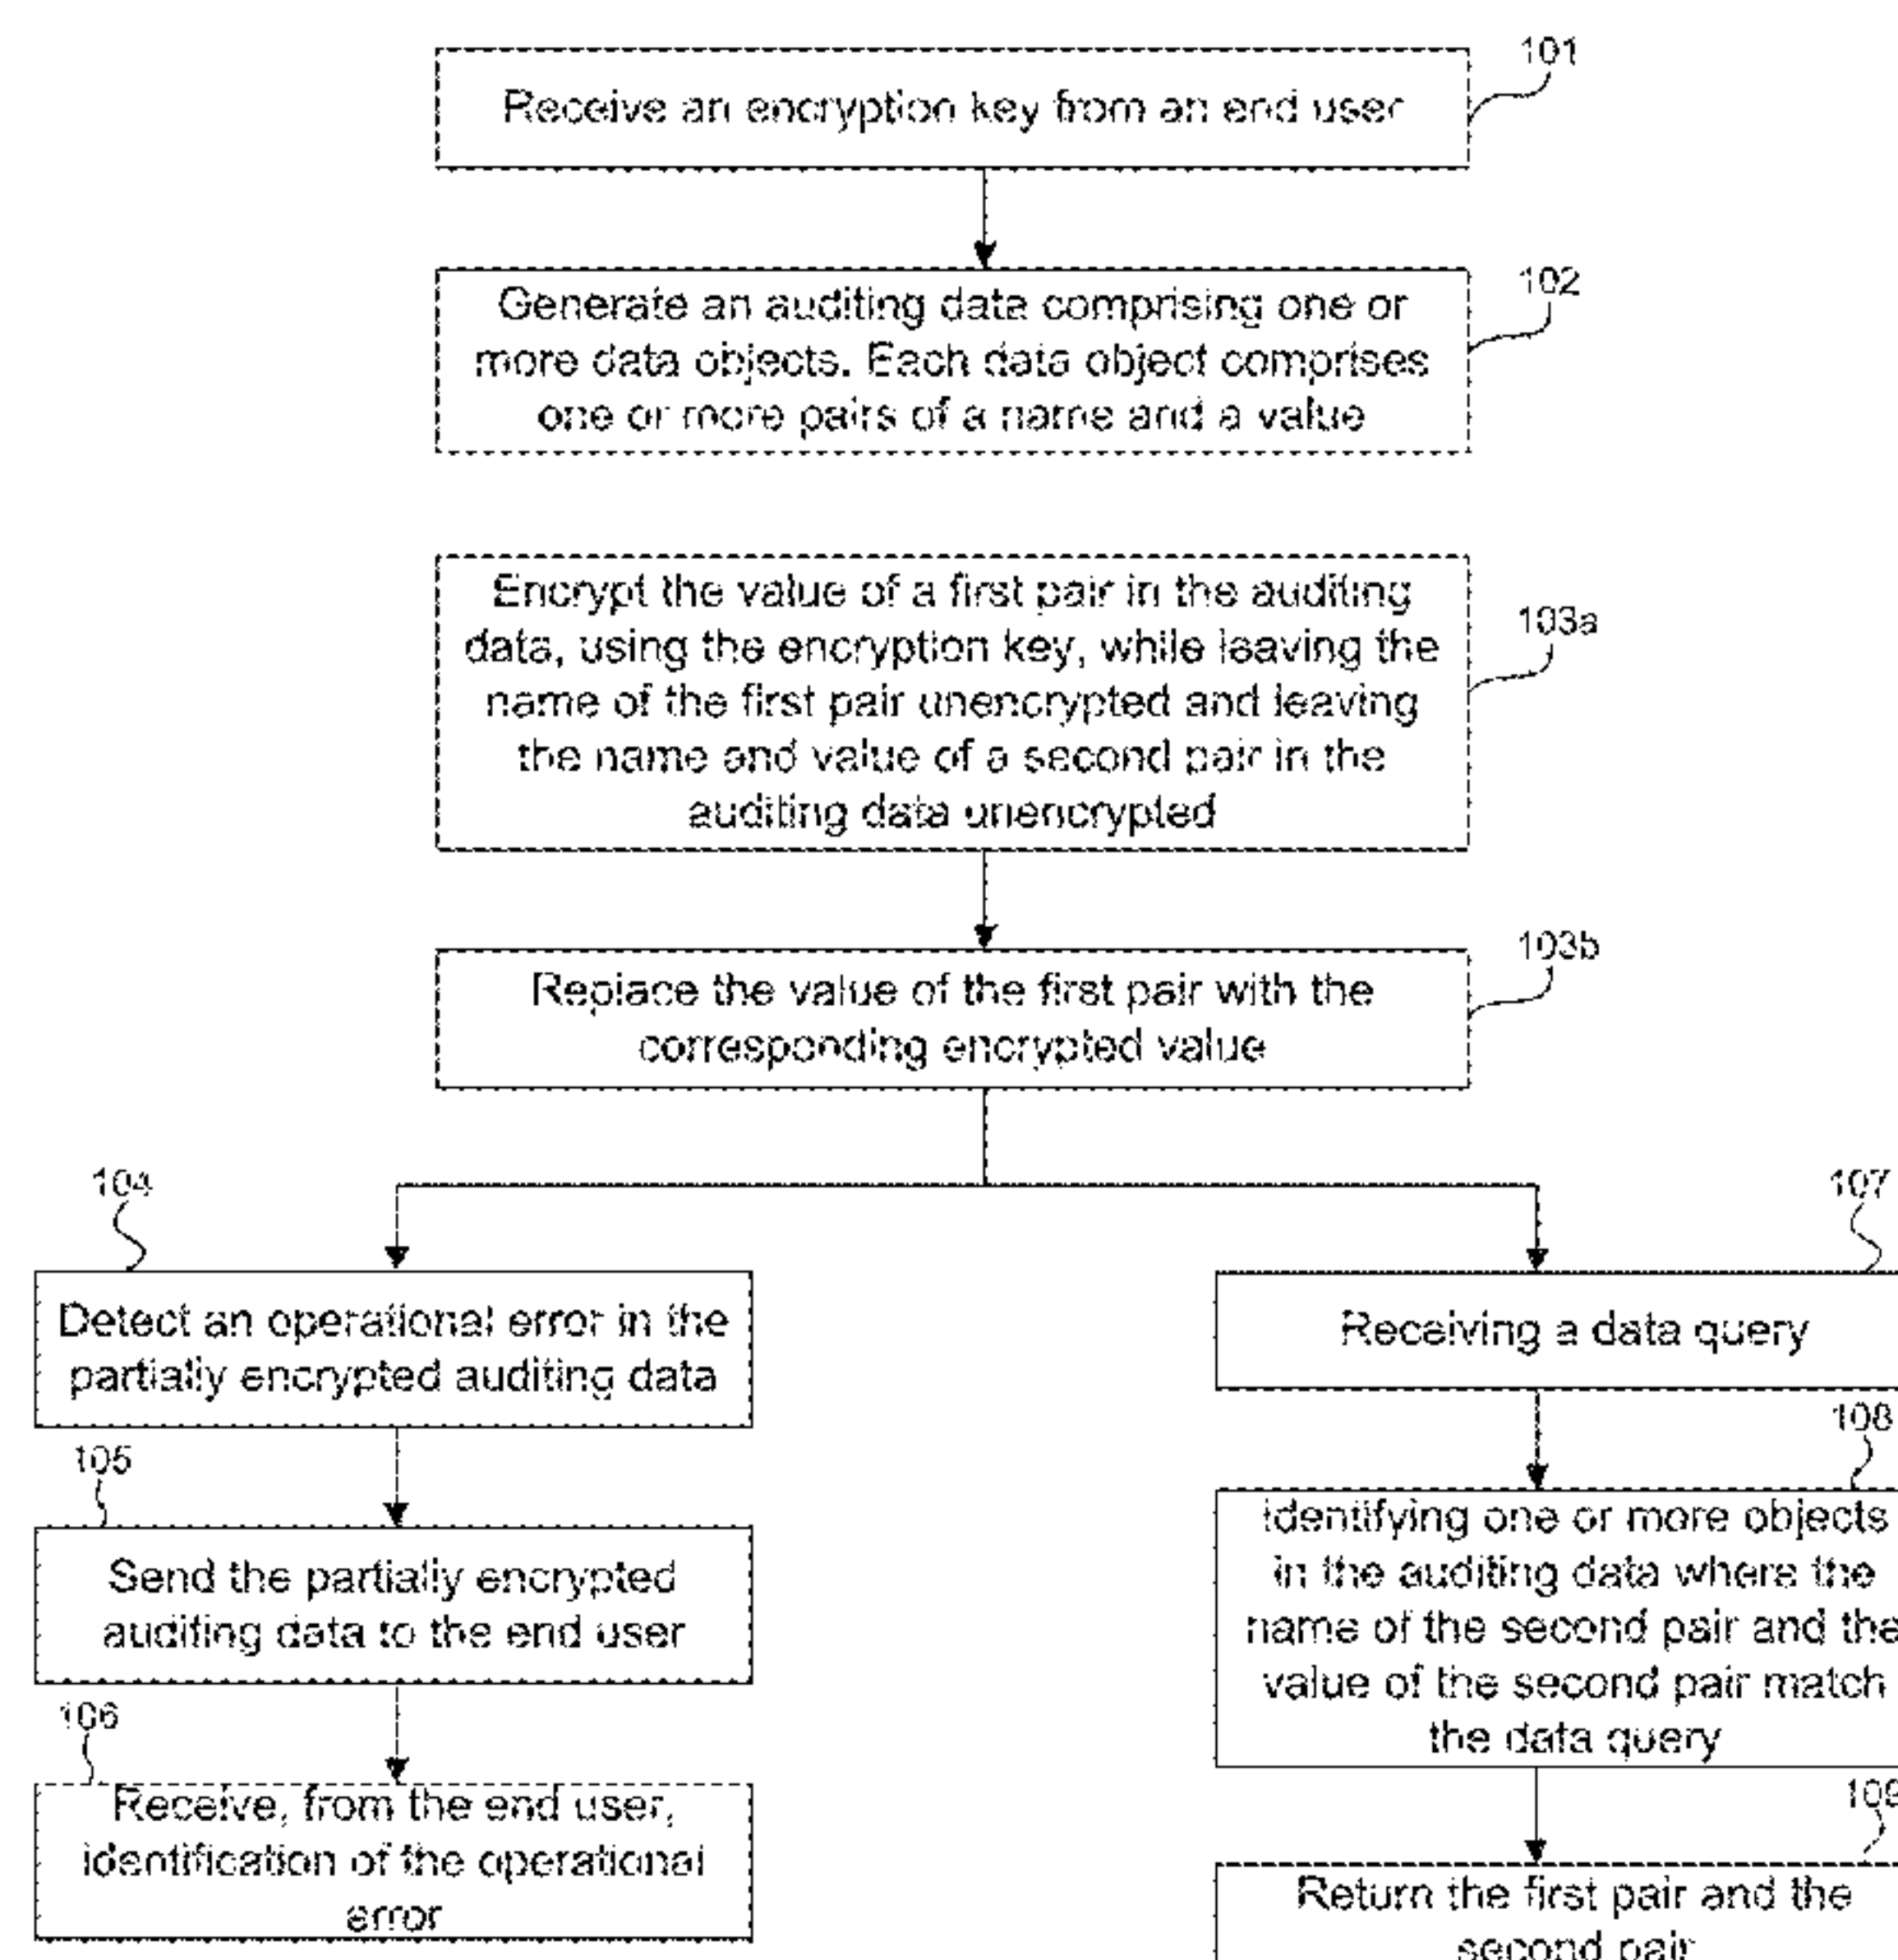 101
Receive an encryption key from an end user
102
Generate an auditing data comprising one or
more data objects. Each data object comprises
one or more pairs of a name and a value
103a
Encrypt the value of a first pair in the auditing
data, using the encryption key, while leaving the
name of the first pair unencrypted and leaving
the name and value of a second pair in the
auditing data unencrypted
103b
Replace the value of the first pair with the
corresponding encrypted value
104
Detect an operational error in the
partially encrypted auditing data
105
Send the partially encrypted
auditing data to the end user
106
Receive, from the end user,
identification of the operational
error
107
Receiving a data query
108
Identifying one or more objects
in the auditing data where the
name of the second pair and the
value of the second pair match
the data query
109
Return the first pair and the
second pair